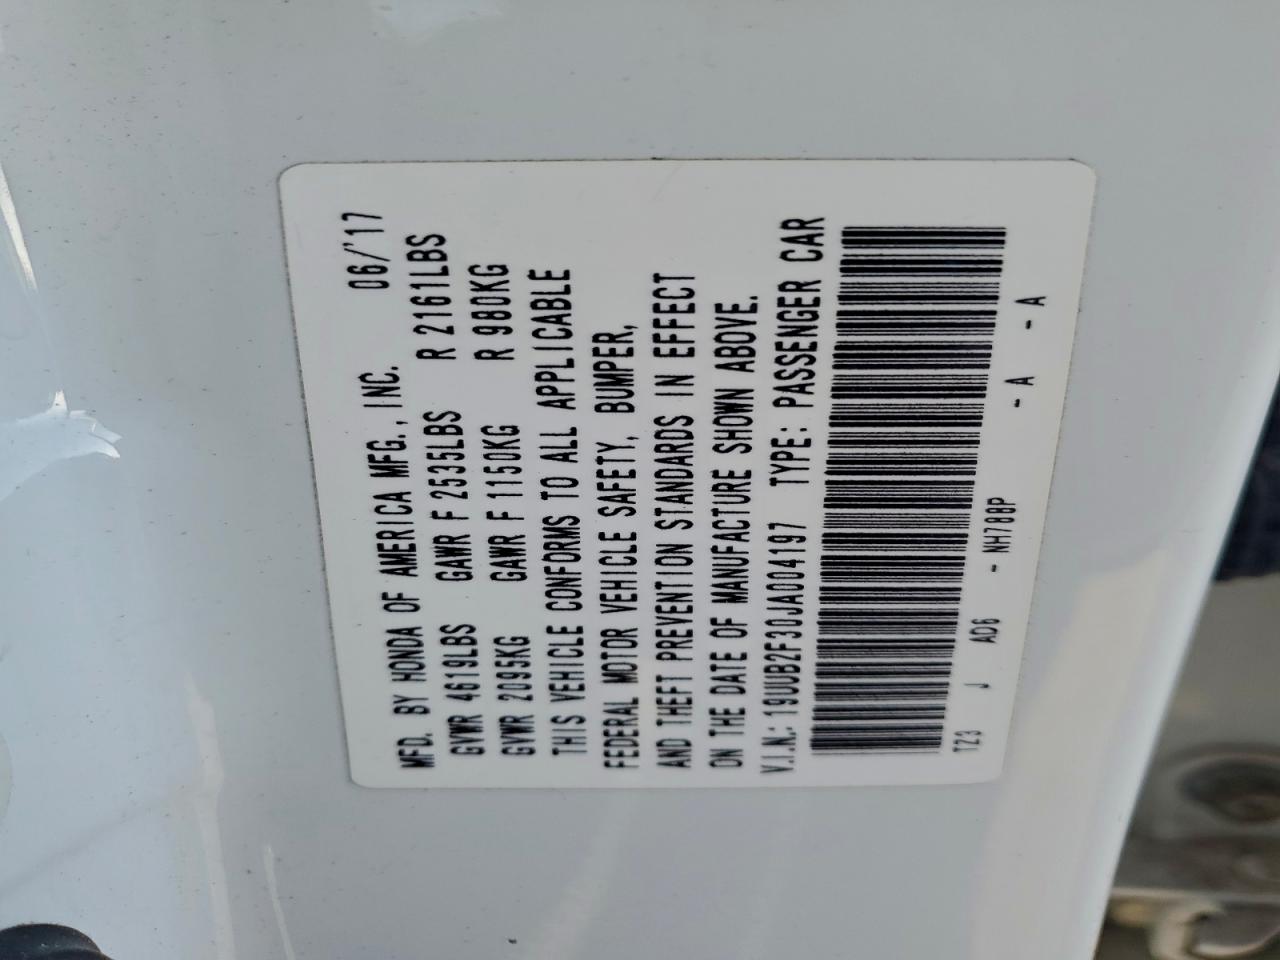 MFD. BY HONDA OF AMERICA MFG., INC. 06/'17
GVWR 4619LBS GAWR F 2535LBS R 2161LBS
GVWR 2095KG GAWR F 1150KG R 980KG
THIS VEHICLE CONFORMS TO ALL APPLICABLE
FEDERAL MOTOR VEHICLE SAFETY, BUMPER,
AND THEFT PREVENTION STANDARDS IN EFFECT
ON THE DATE OF MANUFACTURE SHOWN ABOVE.
V.I.N.: 19UUB2F30JA004197 TYPE: PASSENGER CAR
TZ3 J AD6 - NH788P - A - A